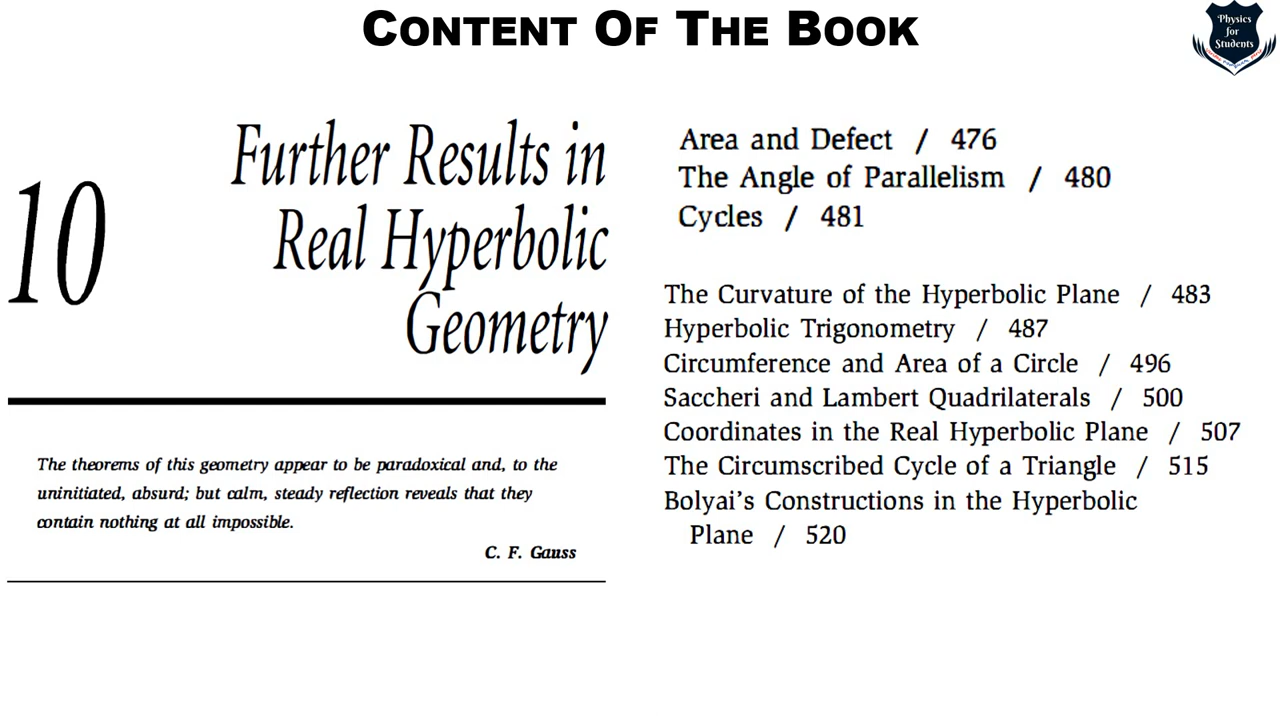 CONTENT OF THE BOOK
Physics
for
Students
10
Further Results in
Real Hyperbolic
Geometry
The theorems of this geometry appear to be paradoxical and, to the
uninitiated, absurd; but calm, steady reflection reveals that they
contain nothing at all impossible.
C. F. Gauss
Area and Defect / 476
The Angle of Parallelism / 480
Cycles / 481
The Curvature of the Hyperbolic Plane / 483
Hyperbolic Trigonometry / 487
Circumference and Area of a Circle / 496
Saccheri and Lambert Quadrilaterals / 500
Coordinates in the Real Hyperbolic Plane / 507
The Circumscribed Cycle of a Triangle / 515
Bolyai's Constructions in the Hyperbolic
Plane / 520